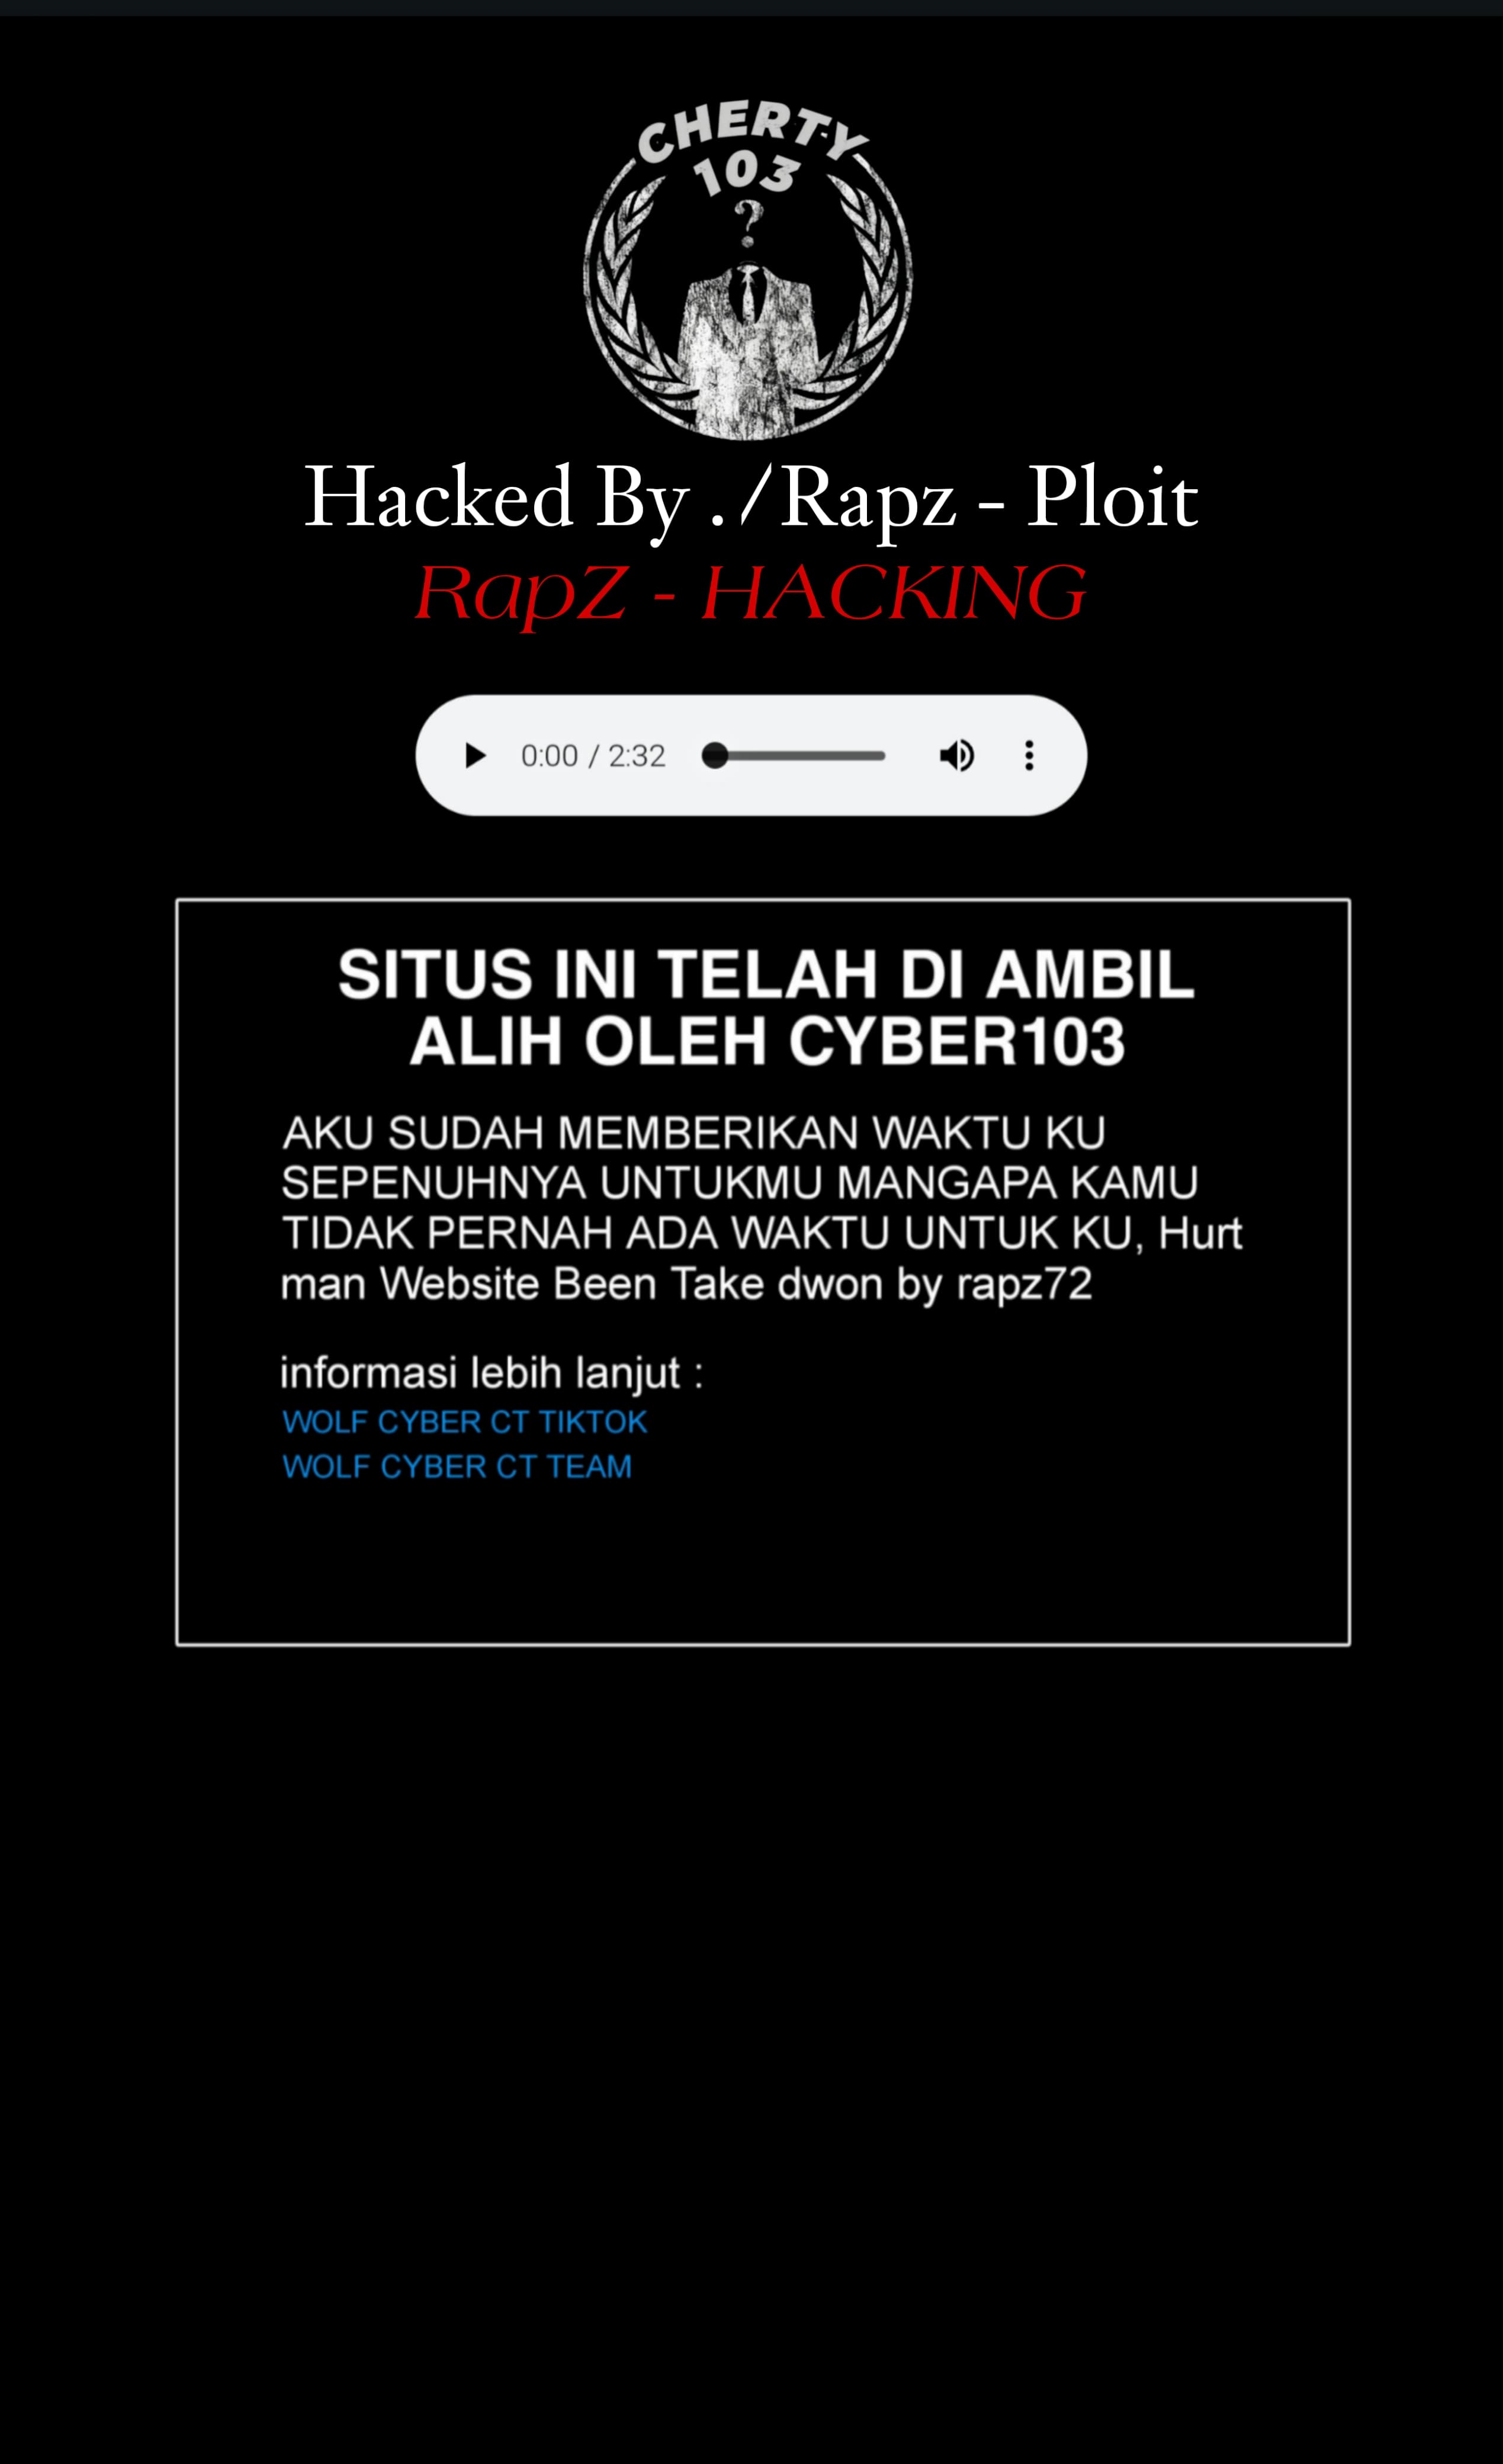 CHERTY
103
?
Hacked By ./Rapz - Ploit
RapZ - HACKING
0:00 / 2:32
SITUS INI TELAH DI AMBIL
ALIH OLEH CYBER103
AKU SUDAH MEMBERIKAN WAKTU KU
SEPENUHNYA UNTUKMU MANGAPA KAMU
TIDAK PERNAH ADA WAKTU UNTUK KU, Hurt
man Website Been Take dwon by rapz72
informasi lebih lanjut :
WOLF CYBER CT TIKTOK
WOLF CYBER CT TEAM